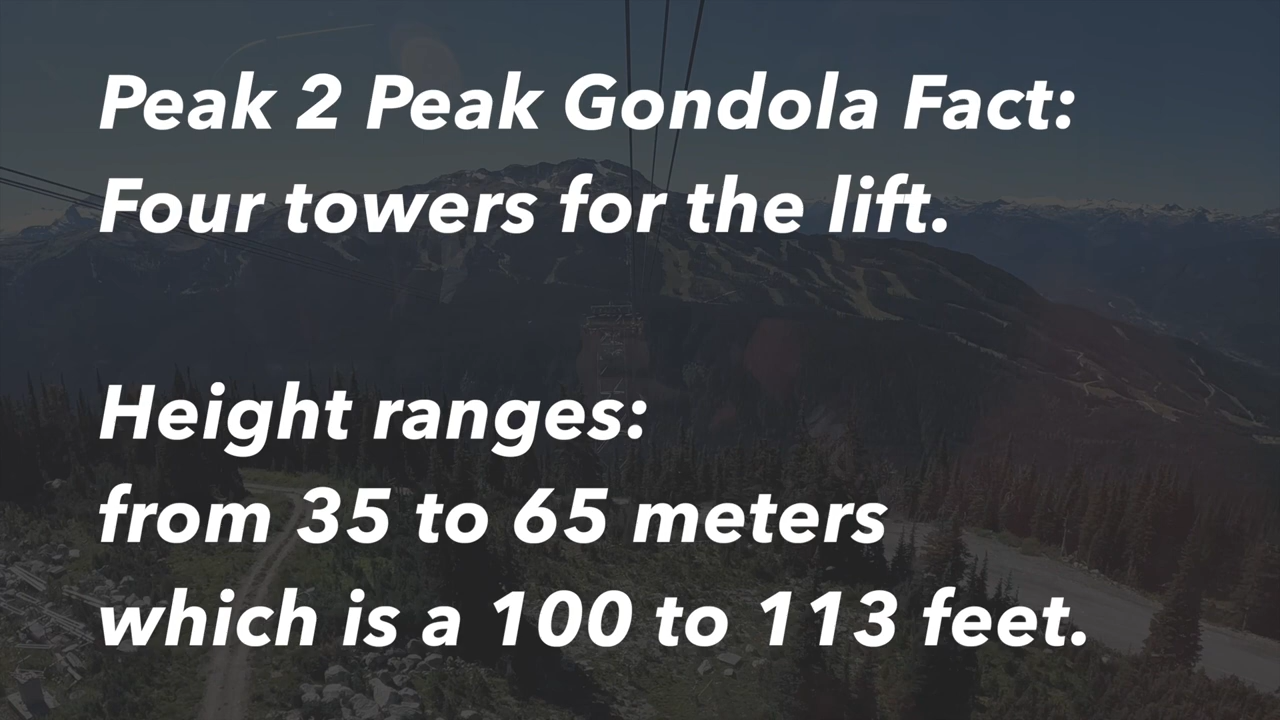 Peak 2 Peak Gondola Fact:
Four towers for the lift.
Height ranges:
from 35 to 65 meters
which is a 100 to 113 feet.